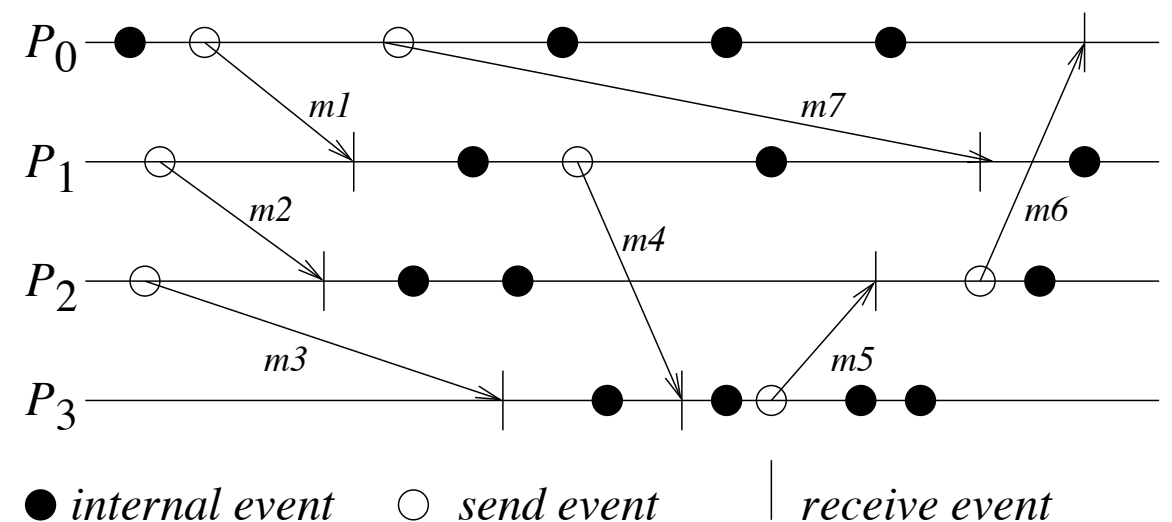 P0
m1
m7
P1
m2
m4
m6
P2
m3
m5
P3
internal event send event receive event